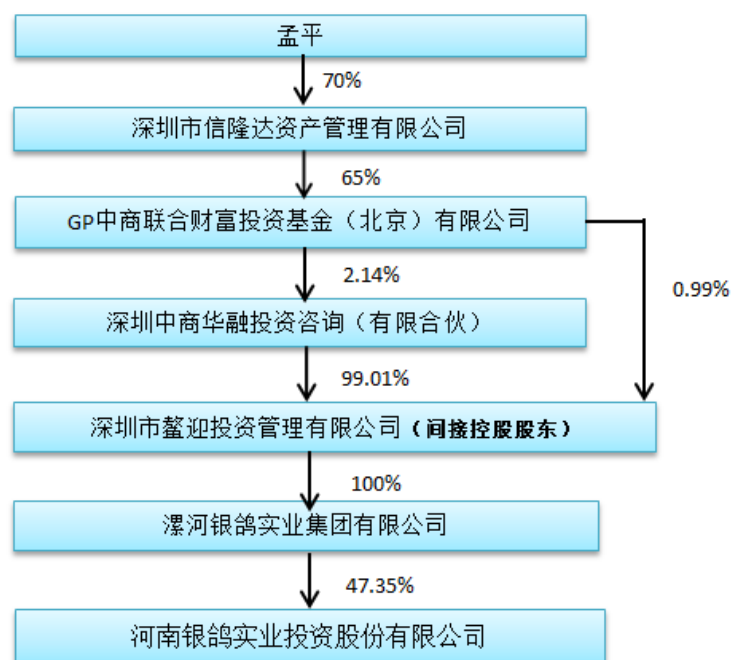 孟平
70%
深圳市信隆达资产管理有限公司
65%
GP中商联合财富投资基金（北京）有限公司
2.14%
0.99%
深圳中商华融投资咨询（有限合伙）
99.01%
深圳市鳌迎投资管理有限公司（间接控股股东）
100%
漯河银鸽实业集团有限公司
47.35%
河南银鸽实业投资股份有限公司